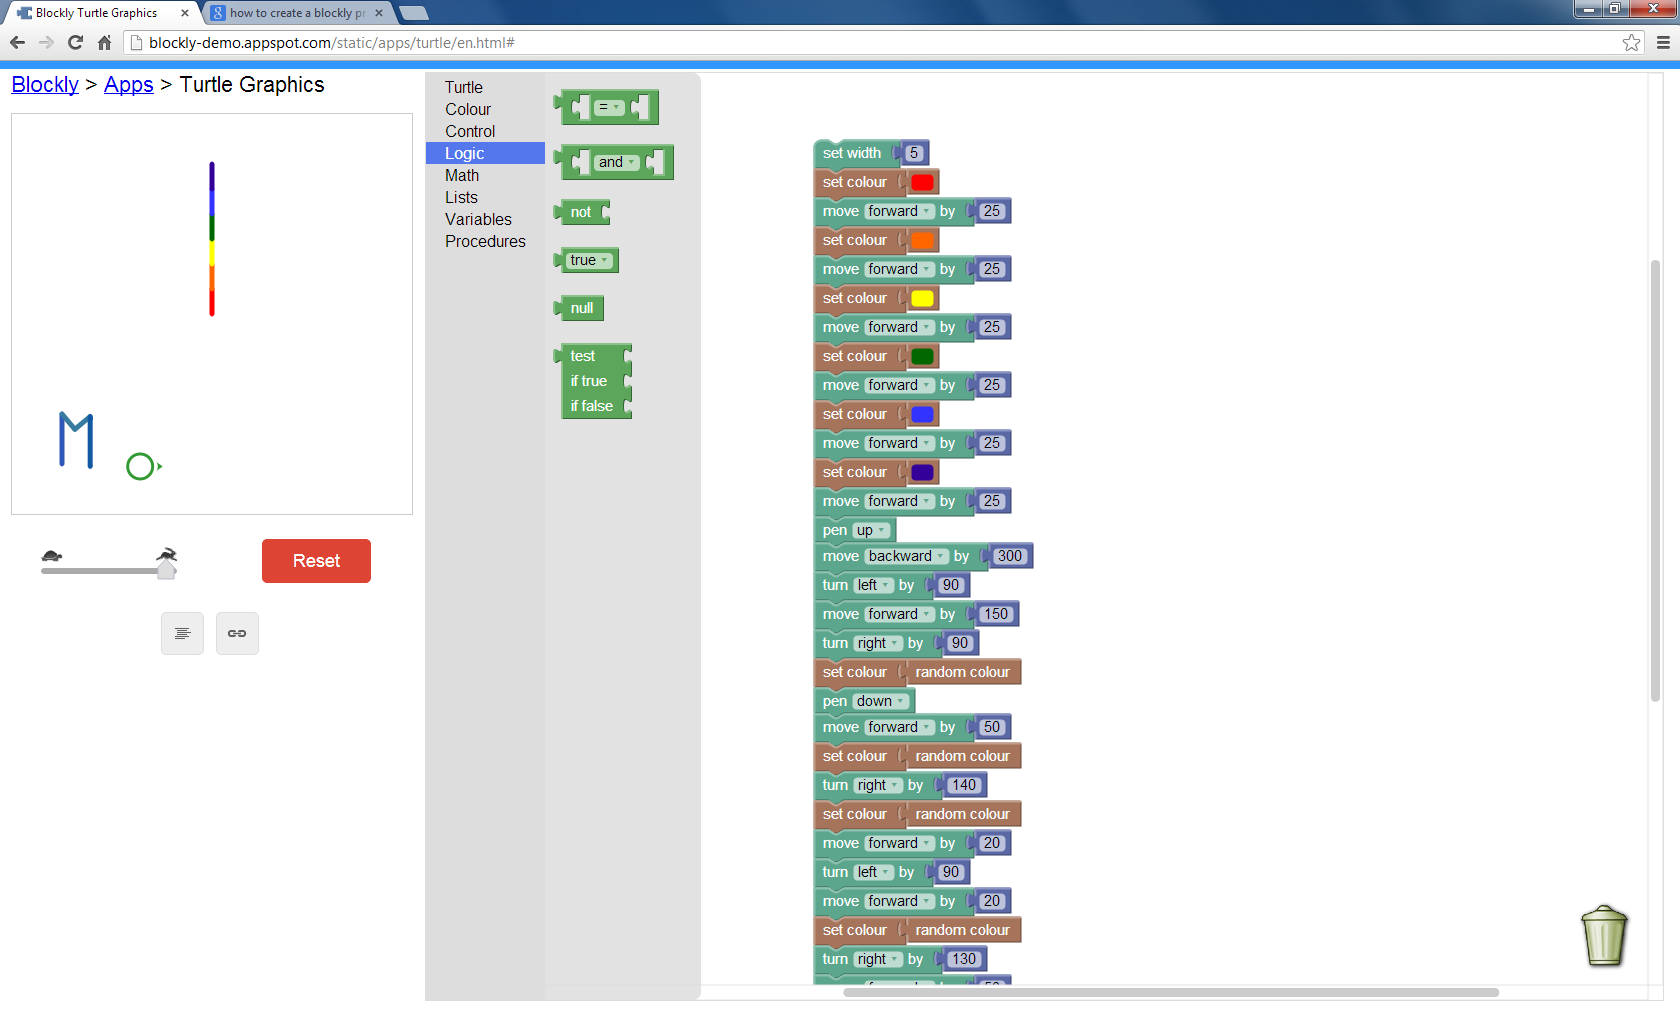 Blockly Turtle Graphics
how to create a blockly pr
blockly-demo.appspot.com/static/apps/turtle/en.html#
Blockly > Apps > Turtle Graphics
Reset
Turtle
Colour
Control
Logic
Math
Lists
Variables
Procedures
=
and
not
true
null
test
if true
if false
set width 5
set colour
move forward by 25
set colour
move forward by 25
set colour
move forward by 25
set colour
move forward by 25
set colour
move forward by 25
set colour
move forward by 25
pen up
move backward by 300
turn left by 90
move forward by 150
turn right by 90
set colour random colour
pen down
move forward by 50
set colour random colour
turn right by 140
set colour random colour
move forward by 20
turn left by 90
move forward by 20
set colour random colour
turn right by 130